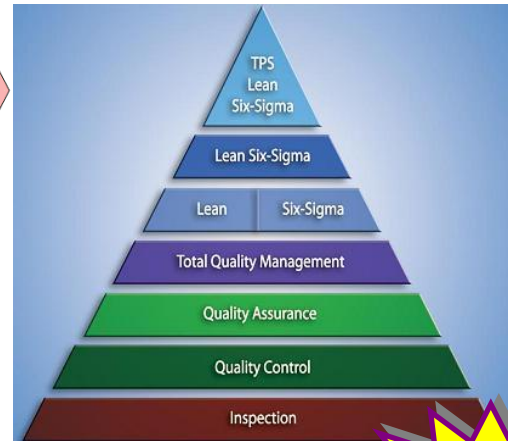 TPS
Lean
Six-Sigma
Lean Six-Sigma
Lean Six-Sigma
Total Quality Management
Quality Assurance
Quality Control
Inspection